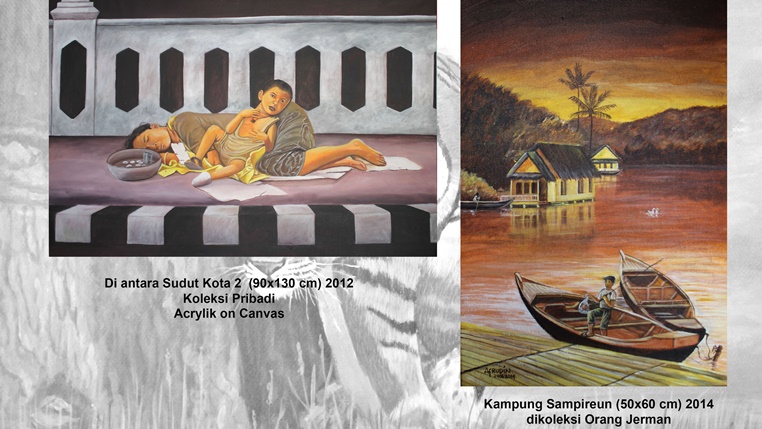 Di antara Sudut Kota 2  (90x130 cm) 2012
Koleksi Pribadi
Acrylik on Canvas
Kampung Sampireun (50x60 cm) 2014
dikoleksi Orang Jerman